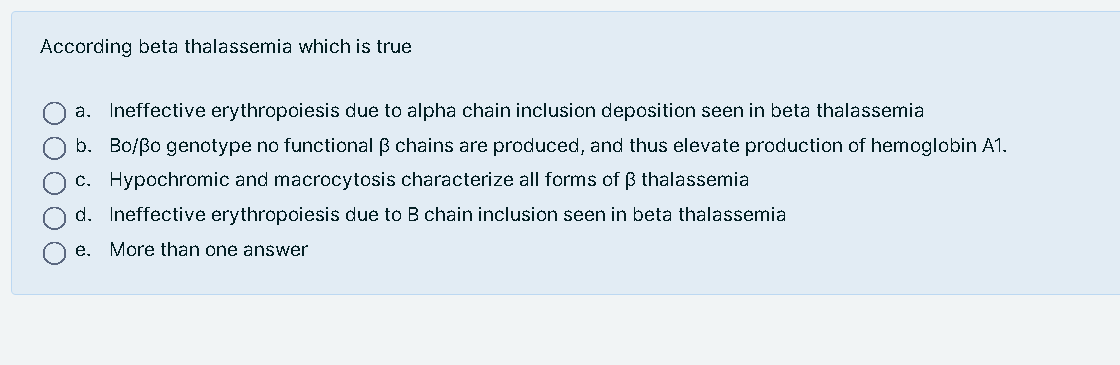 According beta thalassemia which is true
a. Ineffective erythropoiesis due to alpha chain inclusion deposition seen in beta thalassemia
b. Bo/βo genotype no functional β chains are produced, and thus elevate production of hemoglobin A1.
c. Hypochromic and macrocytosis characterize all forms of β thalassemia
d. Ineffective erythropoiesis due to B chain inclusion seen in beta thalassemia
e. More than one answer